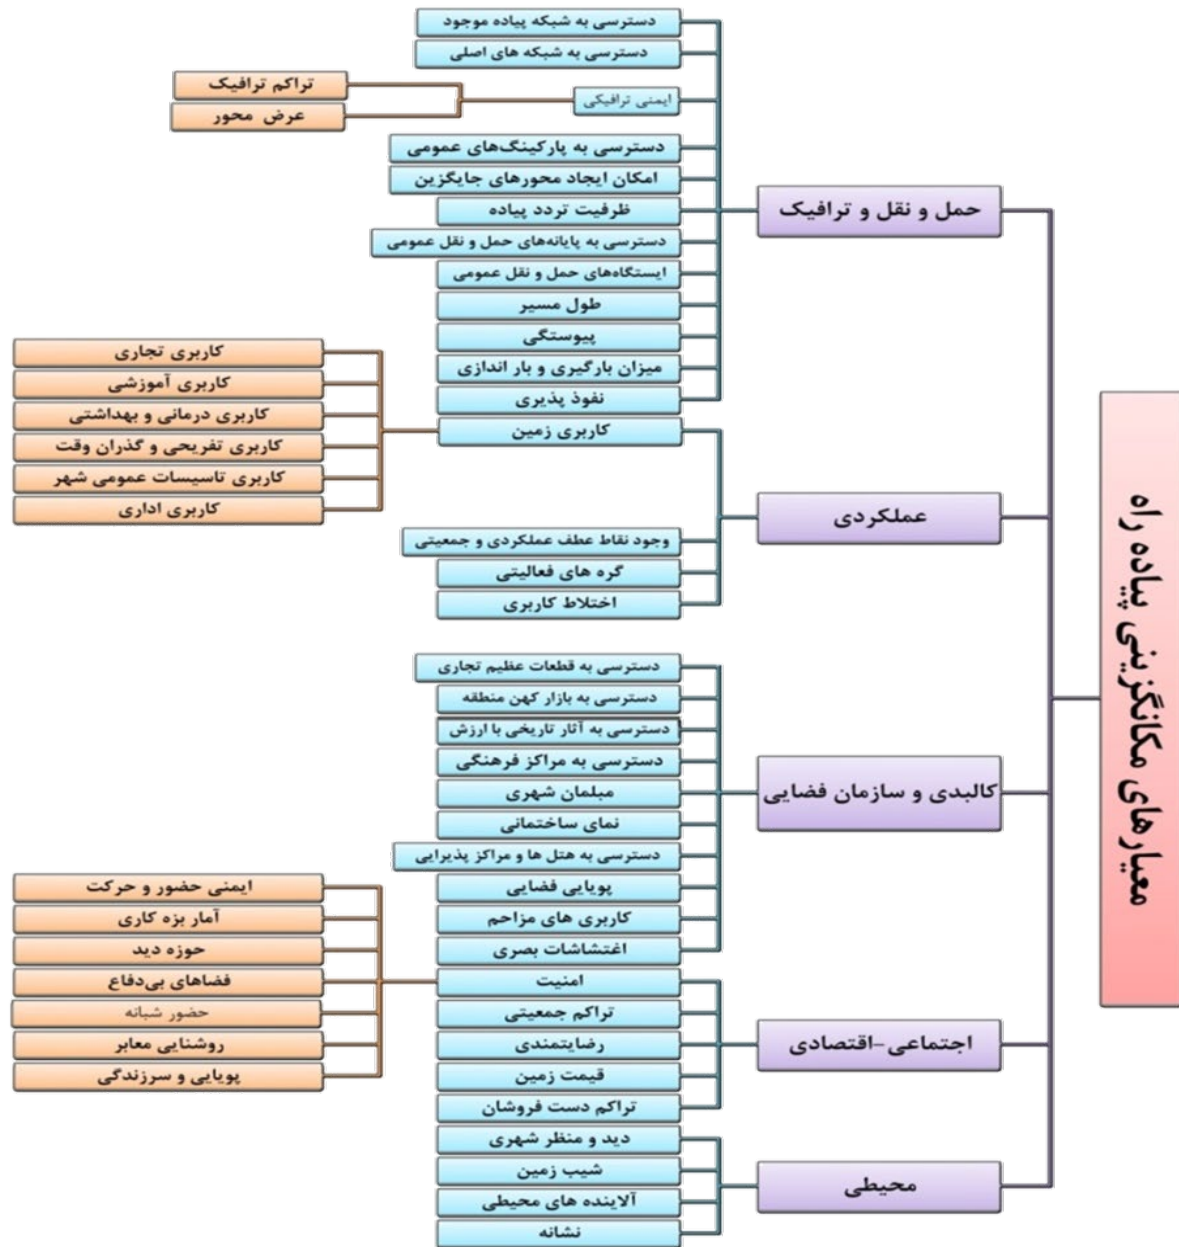 معیارهای مکانگزینی پیاده راه
حمل و نقل و ترافیک
دسترسی به شبکه پیاده موجود
دسترسی به شبکه های اصلی
ایمنی ترافیکی
تراکم ترافیک
عرض محور
دسترسی به پارکینگ‌های عمومی
امکان ایجاد محورهای جایگزین
ظرفیت تردد پیاده
دسترسی به پایانه‌های حمل و نقل عمومی
ایستگاه‌های حمل و نقل عمومی
طول مسیر
پیوستگی
میزان بارگیری و بار اندازی
نفوذ پذیری
عملکردی
کاربری زمین
کاربری تجاری
کاربری آموزشی
کاربری درمانی و بهداشتی
کاربری تفریحی و گذران وقت
کاربری تاسیسات عمومی شهر
کاربری اداری
وجود نقاط عطف عملکردی و جمعیتی
گره های فعالیتی
اختلاط کاربری
کالبدی و سازمان فضایی
دسترسی به قطعات عظیم تجاری
دسترسی به بازار کهن منطقه
دسترسی به آثار تاریخی با ارزش
دسترسی به مراکز فرهنگی
مبلمان شهری
نمای ساختمانی
دسترسی به هتل ها و مراکز پذیرایی
پویایی فضایی
کاربری های مزاحم
اغتشاشات بصری
اجتماعی-اقتصادی
امنیت
ایمنی حضور و حرکت
آمار بزه کاری
حوزه دید
فضاهای بی‌دفاع
حضور شبانه
روشنایی معابر
پویایی و سرزندگی
تراکم جمعیتی
رضایتمندی
قیمت زمین
تراکم دست فروشان
محیطی
دید و منظر شهری
شیب زمین
آلاینده های محیطی
نشانه